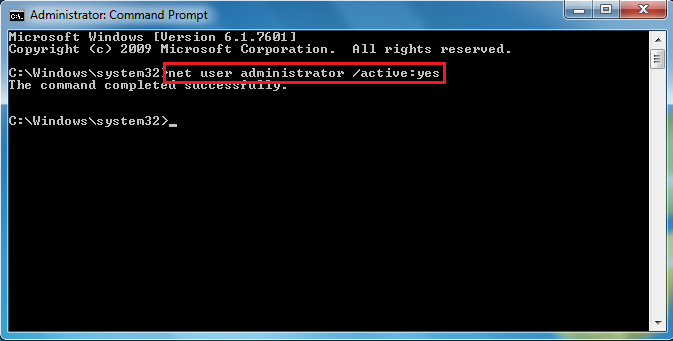 Administrator: Command Prompt
Microsoft Windows [Version 6.1.7601]
Copyright (c) 2009 Microsoft Corporation.  All rights reserved.
C:\Windows\system32>net user administrator /active:yes
The command completed successfully.
C:\Windows\system32>_